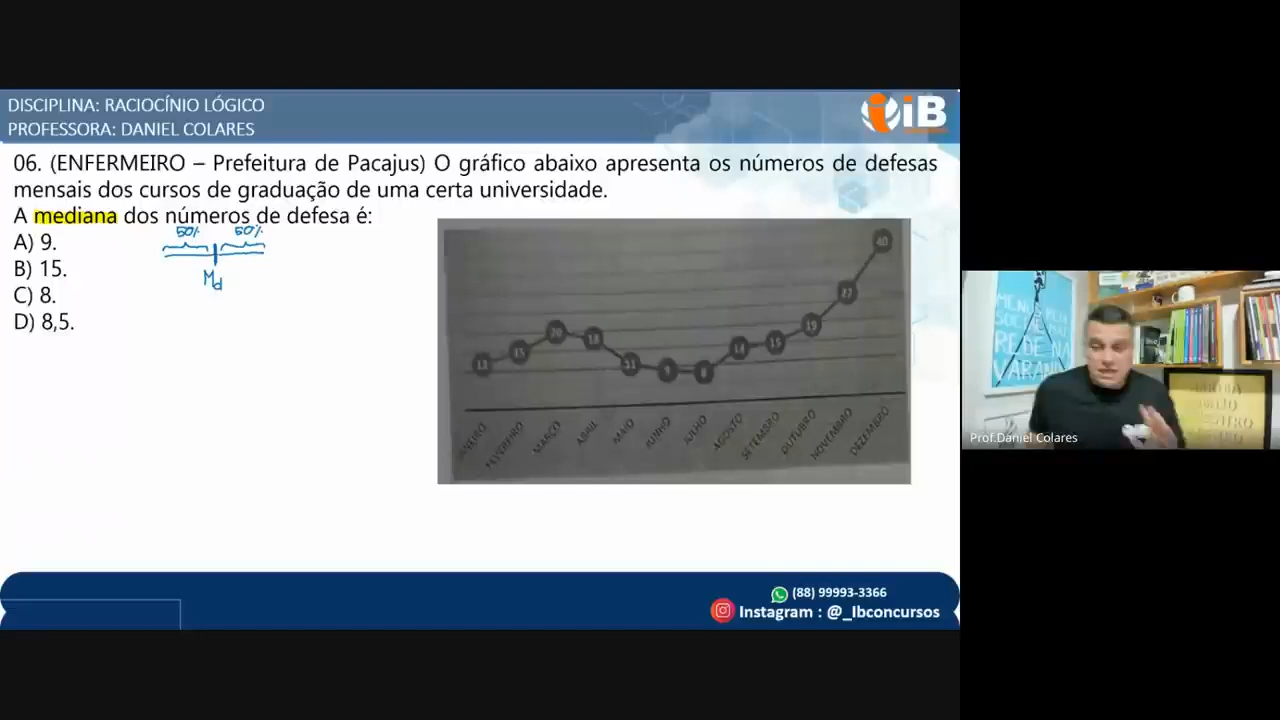 DISCIPLINA: RACIOCÍNIO LÓGICO
PROFESSORA: DANIEL COLARES
iB
06. (ENFERMEIRO – Prefeitura de Pacajus) O gráfico abaixo apresenta os números de defesas
mensais dos cursos de graduação de uma certa universidade.
A mediana dos números de defesa é:
50% 50%
Md
A) 9.
B) 15.
C) 8.
D) 8,5.
40
27
20 18 19
15 11 9 8 14 15
FEVEREIRO MARÇO ABRIL MAIO JUNHO JULHO AGOSTO SETEMBRO OUTUBRO NOVEMBRO DEZEMBRO
REDE NA
VARAN
Prof.Daniel Colares
(88) 99993-3366
Instagram : @_Ibconcursos